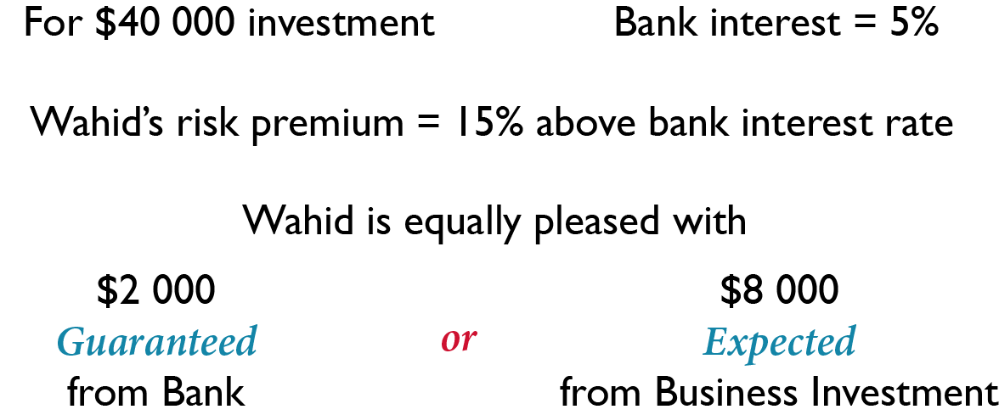 For $40 000 investment Bank interest = 5%
Wahid’s risk premium = 15% above bank interest rate
Wahid is equally pleased with
$2 000 $8 000
Guaranteed or Expected
from Bank from Business Investment